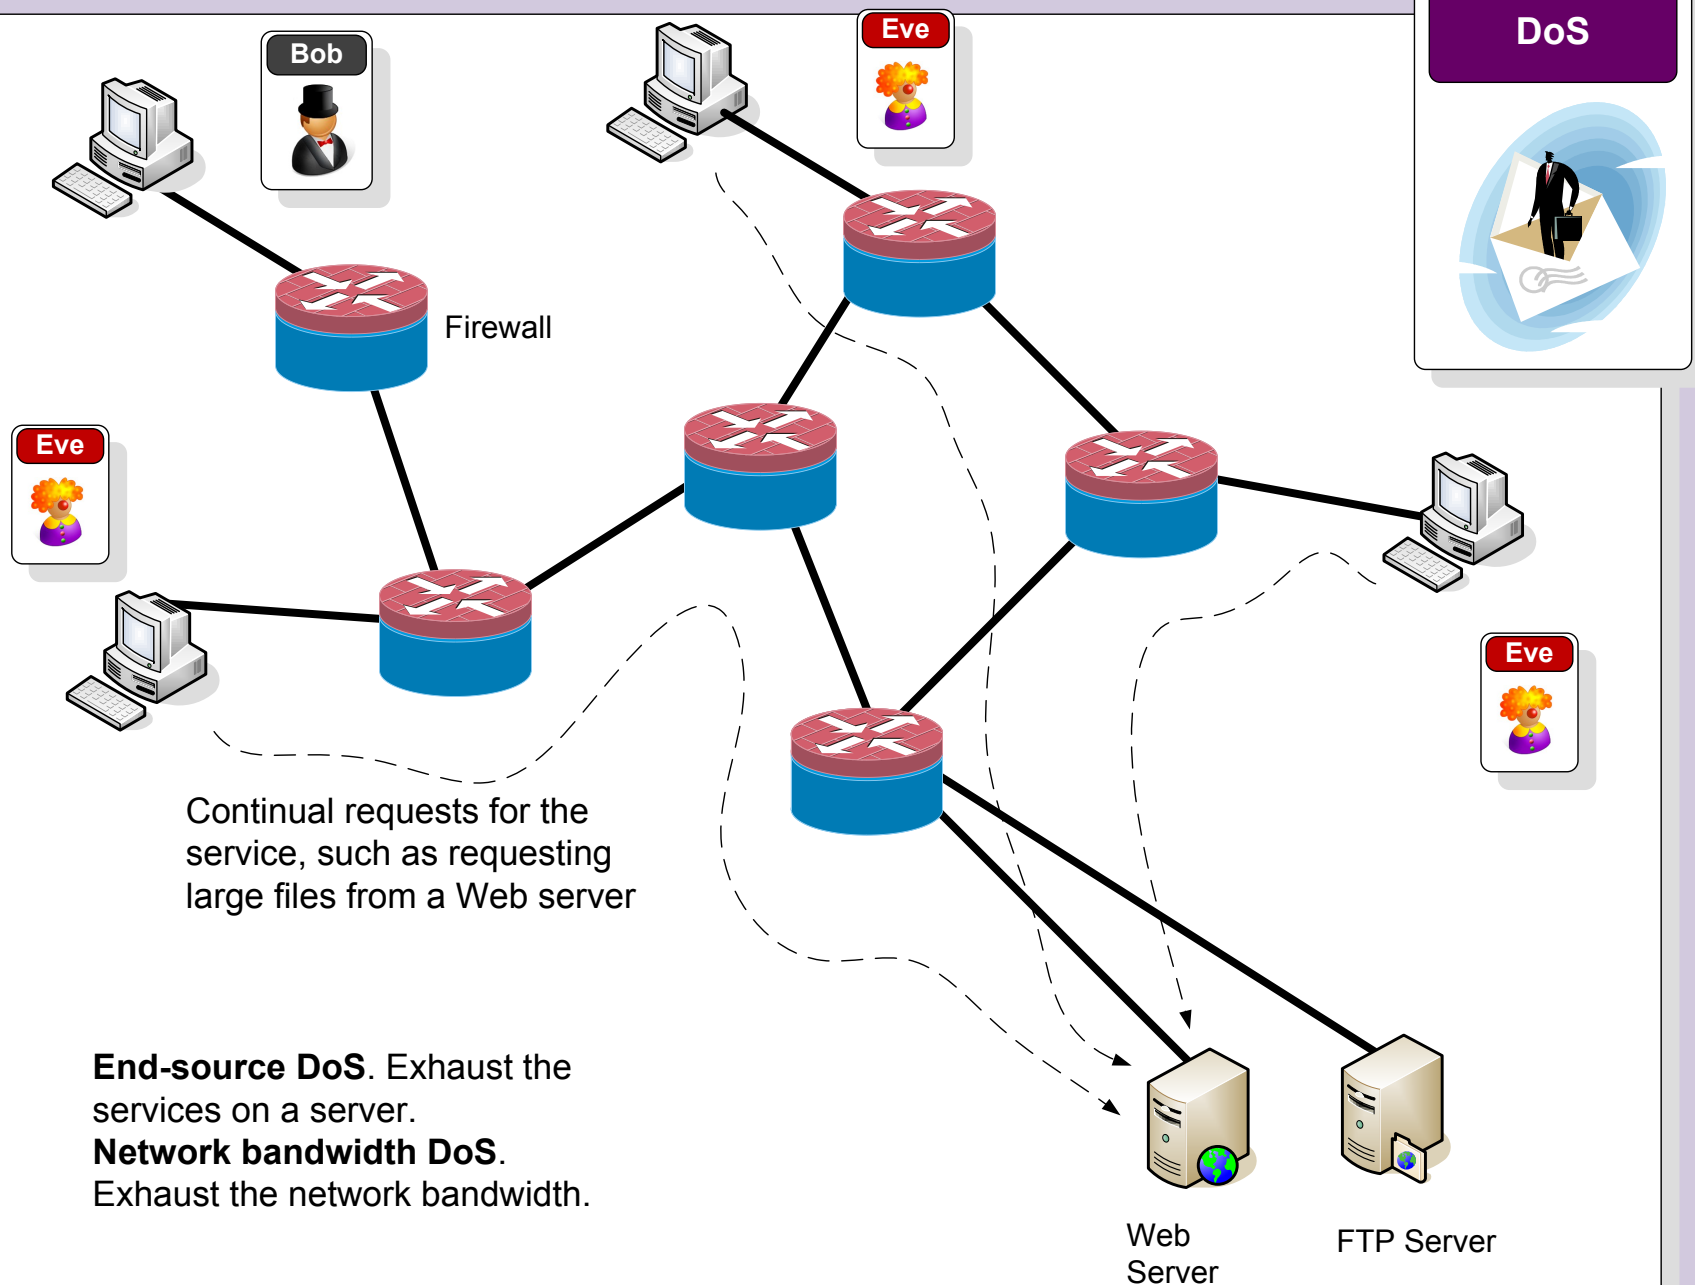 DoS
Bob
Eve
Firewall
Eve
Eve
Continual requests for the
service, such as requesting
large files from a Web server
End-source DoS. Exhaust the
services on a server.
Network bandwidth DoS.
Exhaust the network bandwidth.
Web
Server
FTP Server